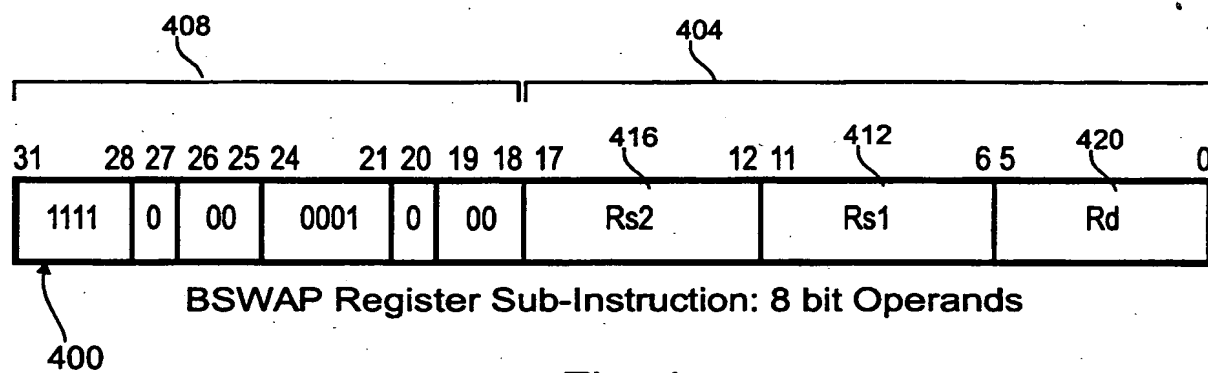 408 404
416 412 420
31 28 27 26 25 24 21 20 19 18 17 12 11 6 5 0
1111 0 00 0001 0 00 Rs2 Rs1 Rd
BSWAP Register Sub-Instruction: 8 bit Operands
400